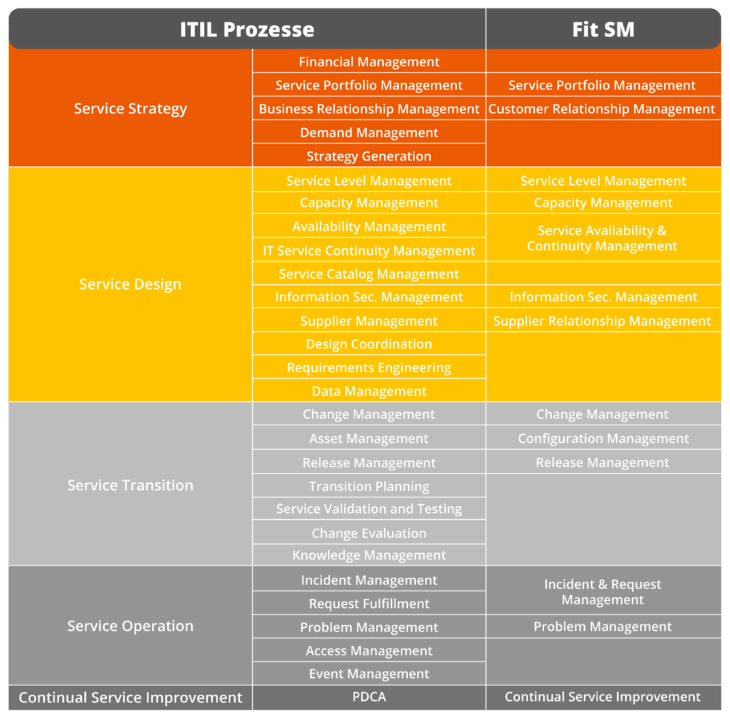 ITIL Prozesse Fit SM
Service Strategy
Financial Management
Service Portfolio Management Service Portfolio Management
Business Relationship Management Customer Relationship Management
Demand Management
Strategy Generation
Service Design
Service Level Management Service Level Management
Capacity Management Capacity Management
Availability Management Service Availability &
IT Service Continuity Management Continuity Management
Service Catalog Management
Information Sec. Management Information Sec. Management
Supplier Management Supplier Relationship Management
Design Coordination
Requirements Engineering
Data Management
Service Transition
Change Management Change Management
Asset Management Configuration Management
Release Management Release Management
Transition Planning
Service Validation and Testing
Change Evaluation
Knowledge Management
Service Operation
Incident Management Incident & Request
Request Fulfillment Management
Problem Management Problem Management
Access Management
Event Management
Continual Service Improvement PDCA Continual Service Improvement